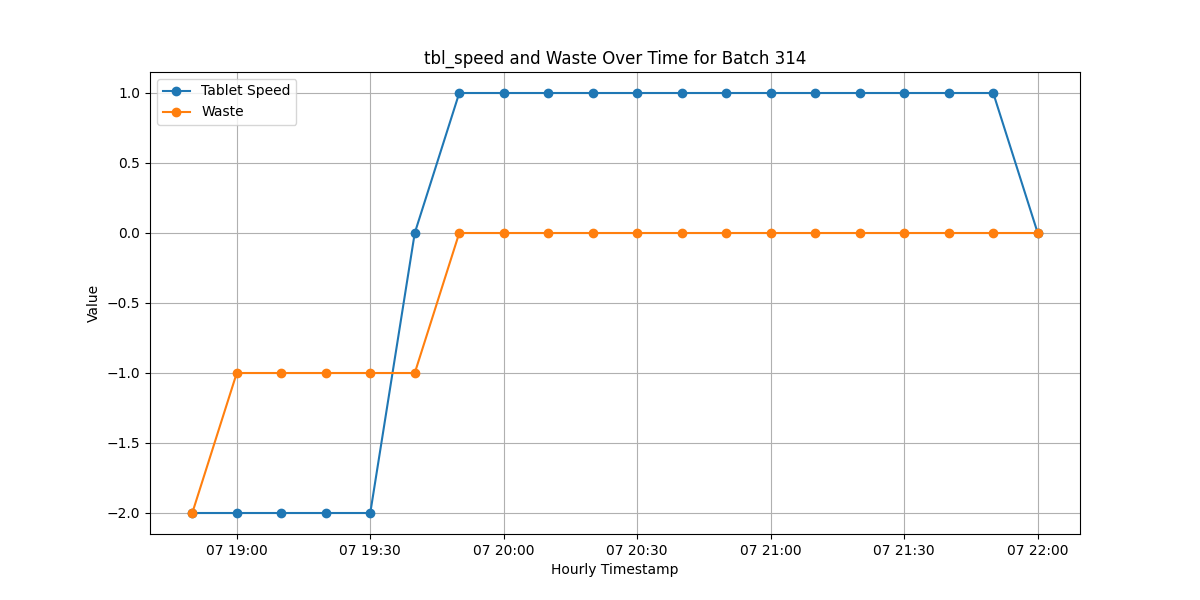 tbl_speed and Waste Over Time for Batch 314
Tablet Speed
Waste
1.0
0.5
0.0
−0.5
−1.0
−1.5
−2.0
Value
07 19:00 07 19:30 07 20:00 07 20:30 07 21:00 07 21:30 07 22:00
Hourly Timestamp